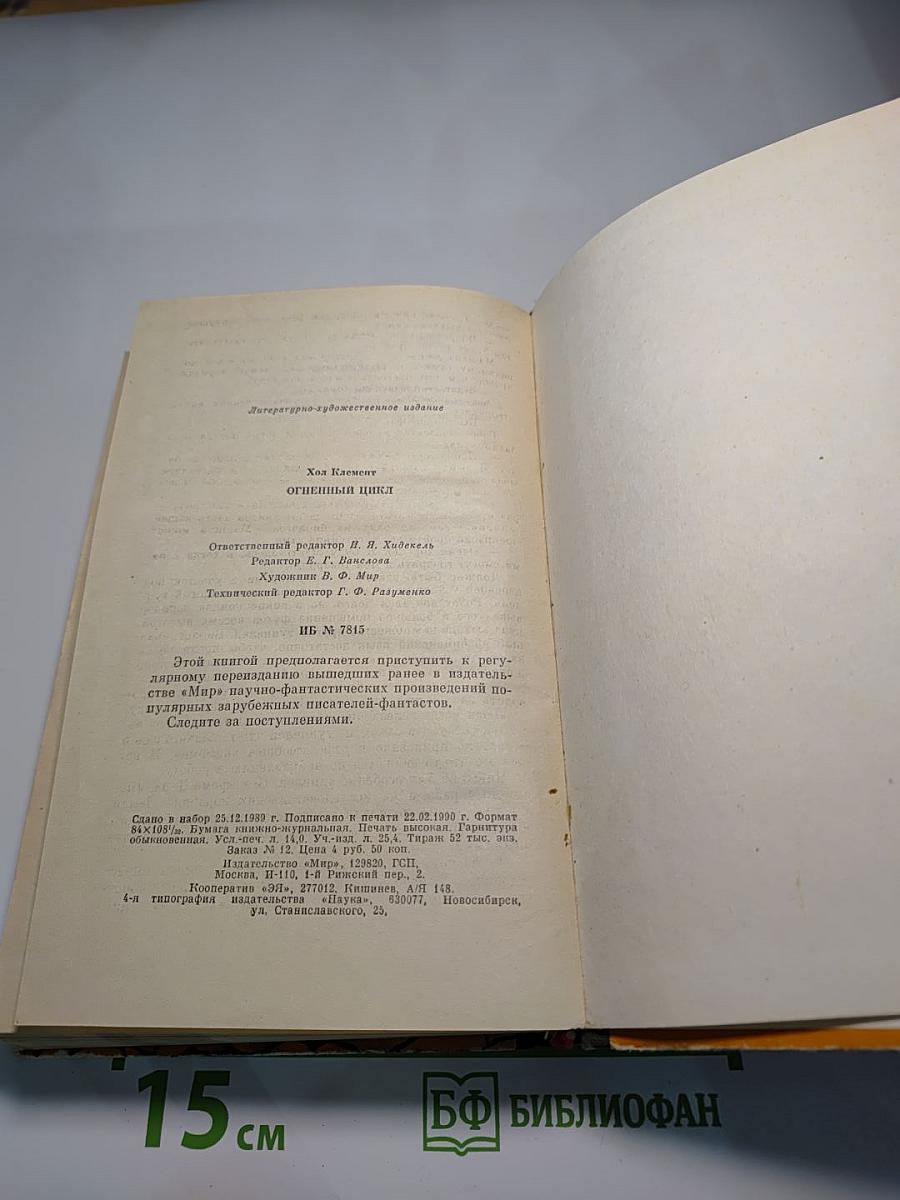 Литературно-художественное издание
Хол Клемент
ОГНЕННЫЙ ЦИКЛ
Ответственный редактор И. Я. Хидекель
Редактор Е. Г. Ванслова
Художник В. Ф. Мир
Технический редактор Г. Ф. Разуменко
ИБ № 7815
Этой книгой предполагается приступить к регу-
лярному переизданию вышедших ранее в издатель-
стве «Мир» научно-фантастических произведений по-
пулярных зарубежных писателей-фантастов.
Следите за поступлениями.
Сдано в набор 25.12.1989 г. Подписано к печати 22.02.1990 г. Формат
84×108¹/₃₂. Бумага книжно-журнальная. Печать высокая. Гарнитура
обыкновенная. Усл.-печ. л. 14,0. Уч.-изд. л. 25,4. Тираж 52 тыс. экз.
Заказ № 12. Цена 4 руб. 50 коп.
Издательство «Мир», 129820, ГСП,
Москва, И-110, 1-й Рижский пер., 2.
Кооператив «ЭЯ», 277012, Кишинев, А/Я 148.
4-я типография издательства «Наука», 630077, Новосибирск,
ул. Станиславского, 25,
15 см
БФ БИБЛИОФАН